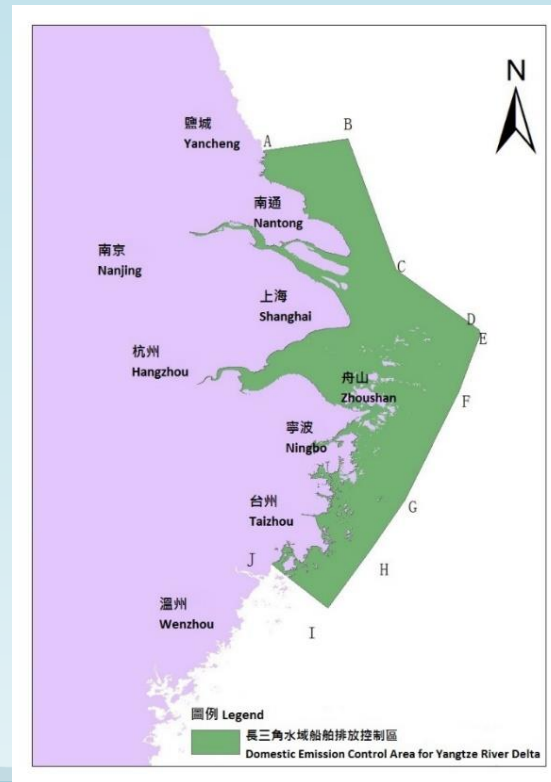 N
鹽城
Yancheng
A
B
南通
Nantong
南京
Nanjing
C
上海
Shanghai
D
E
杭州
Hangzhou
舟山
Zhoushan
F
寧波
Ningbo
台州
Taizhou
G
J
H
溫州
Wenzhou
I
圖例 Legend
長三角水域船舶排放控制區
Domestic Emission Control Area for Yangtze River Delta